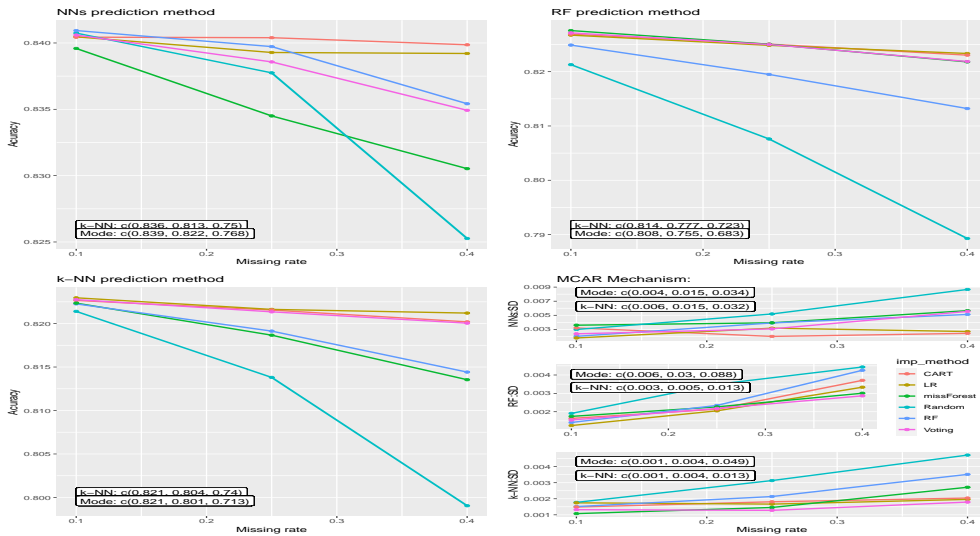 NNs prediction method
0.840
0.835
0.830
0.825
Acuracy
k−NN: c(0.836, 0.813, 0.75)
Mode: c(0.839, 0.822, 0.768)
0.1
0.2
0.3
0.4
Missing rate
RF prediction method
0.82
0.81
0.80
0.79
Acuracy
k−NN: c(0.814, 0.777, 0.723)
Mode: c(0.808, 0.755, 0.683)
0.1
0.2
0.3
0.4
Missing rate
k−NN prediction method
0.820
0.815
0.810
0.805
0.800
Acuracy
k−NN: c(0.821, 0.804, 0.74)
Mode: c(0.821, 0.801, 0.713)
0.1
0.2
0.3
0.4
Missing rate
MCAR Mechanism:
0.009
0.007
0.005
0.003
NNs:SD
Mode: c(0.004, 0.015, 0.034)
k−NN: c(0.006, 0.015, 0.032)
0.1
0.2
0.3
0.4
0.004
0.003
0.002
RF:SD
Mode: c(0.006, 0.03, 0.088)
k−NN: c(0.003, 0.005, 0.013)
0.1
0.2
0.3
0.4
imp_method
CART
LR
missForest
Random
RF
Voting
0.004
0.003
0.002
0.001
k−NN:SD
Mode: c(0.001, 0.004, 0.049)
k−NN: c(0.001, 0.004, 0.013)
0.1
0.2
0.3
0.4
Missing rate